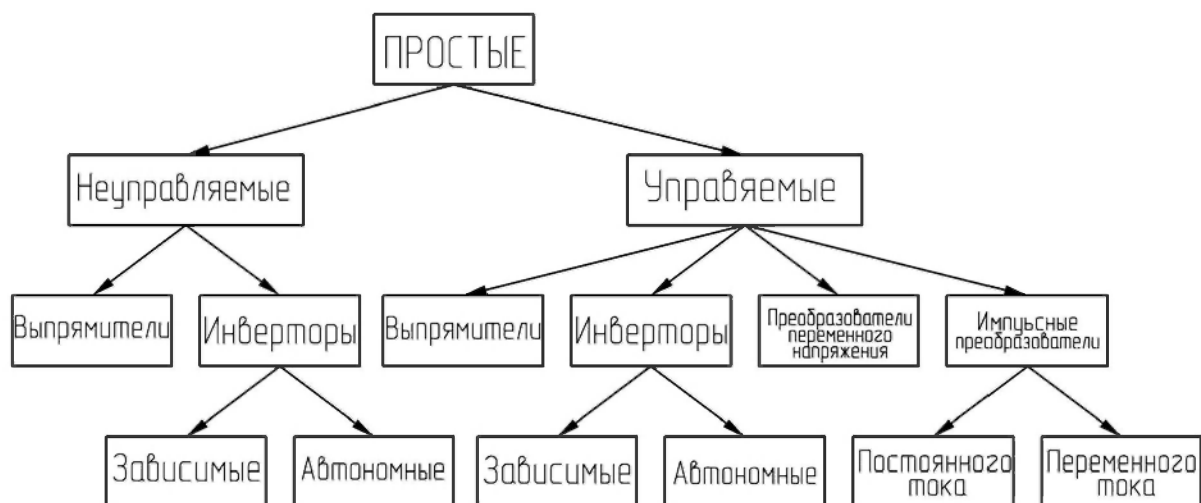 ПРОСТЫЕ
Неуправляемые
Управяемые
Выпрямители
Инверторы
Выпрямители
Инверторы
Преобразователи
переменного
напряжения
Импуьсные
преобразователи
Зависимые
Автономные
Зависимые
Автономные
Постоянного
тока
Переменного
тока